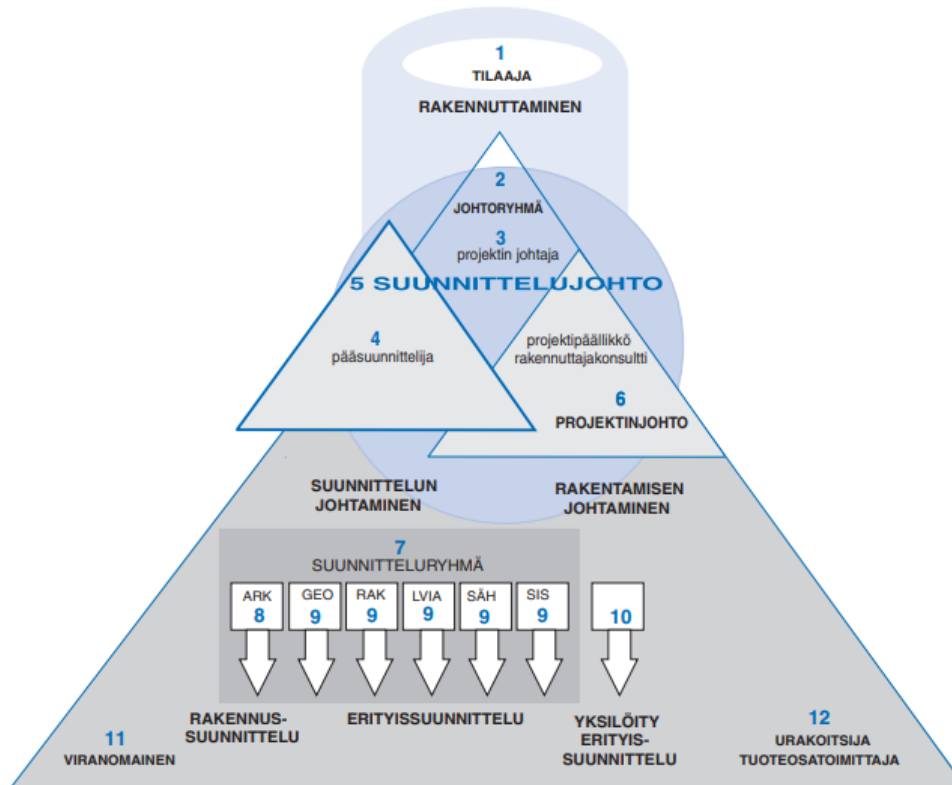 1
TILAAJA
RAKENNUTTAMINEN
2
JOHTORYHMÄ
3
projektin johtaja
5 SUUNNITTELUJOHTO
4
pääsuunnittelija
projektipäällikkö
rakennuttajakonsultti
6
PROJEKTINJOHTO
SUUNNITTELUN
JOHTAMINEN
RAKENTAMISEN
JOHTAMINEN
7
SUUNNITTELURYHMÄ
ARK
8
GEO
9
RAK
9
LVIA
9
SÄH
9
SIS
9
10
RAKENNUS-
SUUNNITTELU
ERITYISSUUNNITTELU
YKSILÖITY
ERITYIS-
SUUNNITTELU
11
VIRANOMAINEN
12
URAKOITSIJA
TUOTEOSATOIMITTAJA